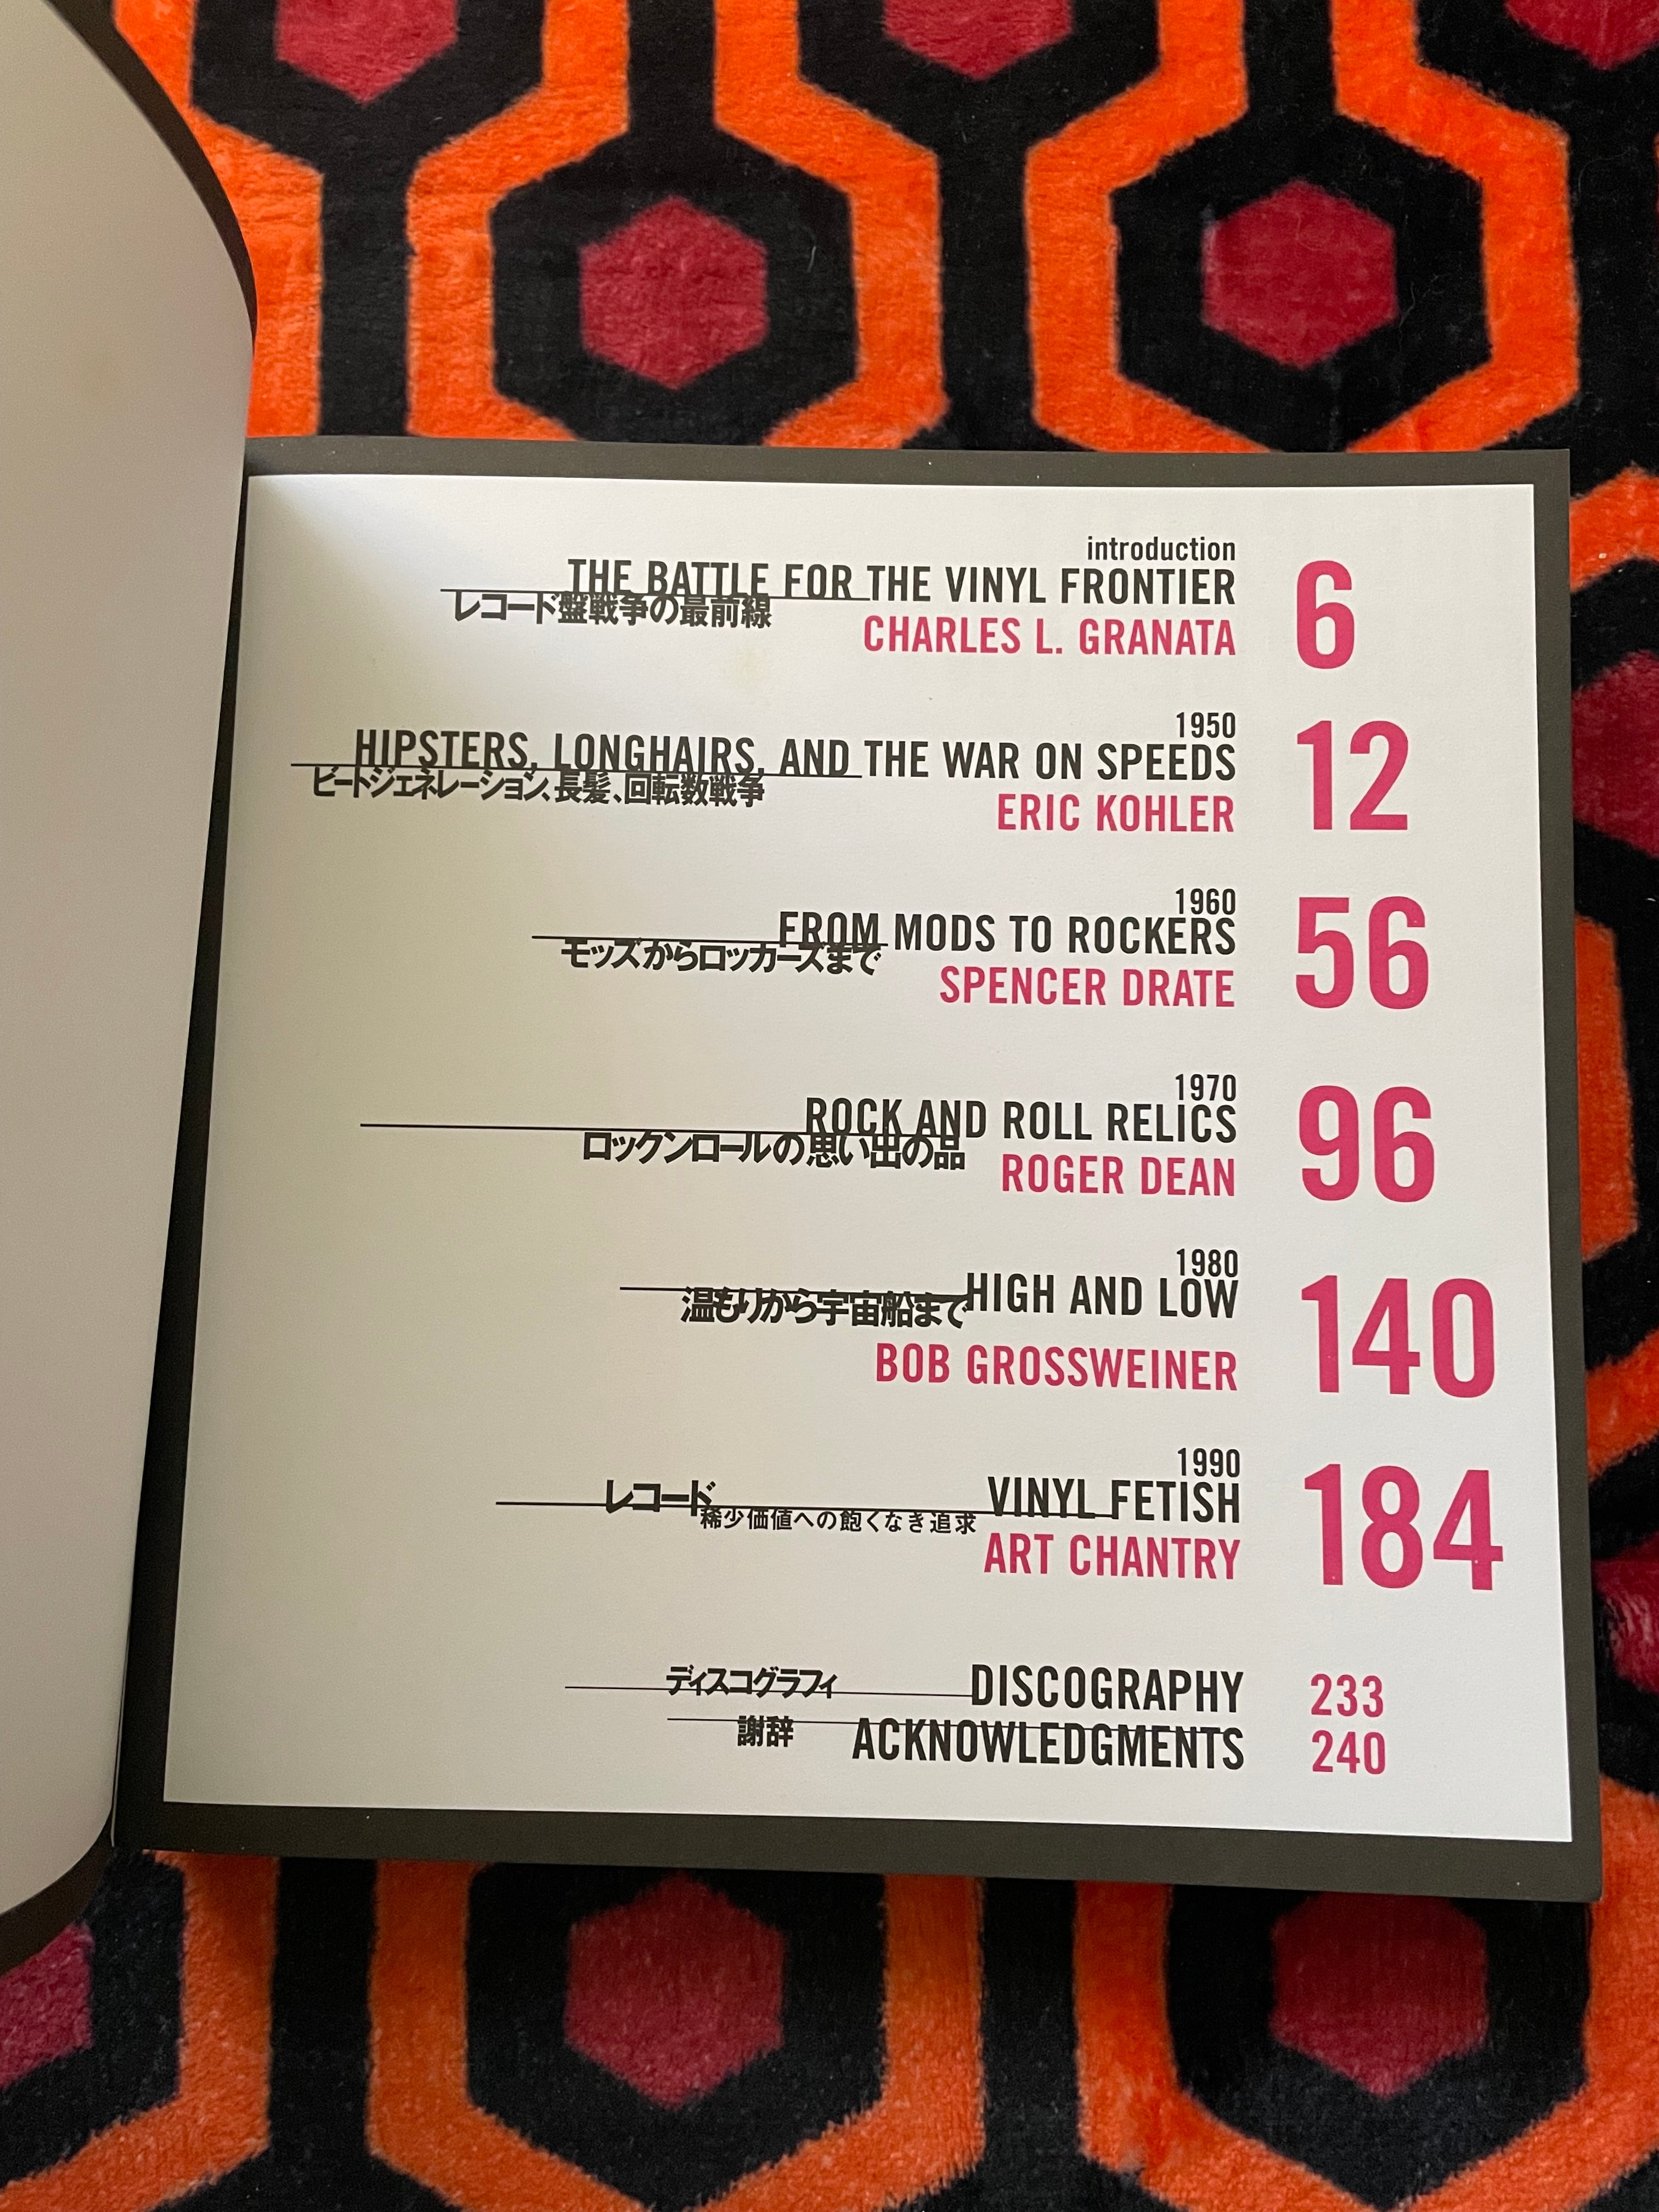 introduction
THE BATTLE FOR THE VINYL FRONTIER
レコード盤戦争の最前線
CHARLES L. GRANATA
6
1950
HIPSTERS, LONGHAIRS, AND THE WAR ON SPEEDS
ビートジェネレーション、長髪、回転数戦争
ERIC KOHLER
12
1960
FROM MODS TO ROCKERS
モッズからロッカーズまで
SPENCER DRATE
56
1970
ROCK AND ROLL RELICS
ロックンロールの思い出の品
ROGER DEAN
96
1980
HIGH AND LOW
温もりから宇宙船まで
BOB GROSSWEINER
140
1990
VINYL FETISH
レコード
稀少価値への飽くなき追求
ART CHANTRY
184
ディスコグラフィ DISCOGRAPHY 233
謝辞 ACKNOWLEDGMENTS 240